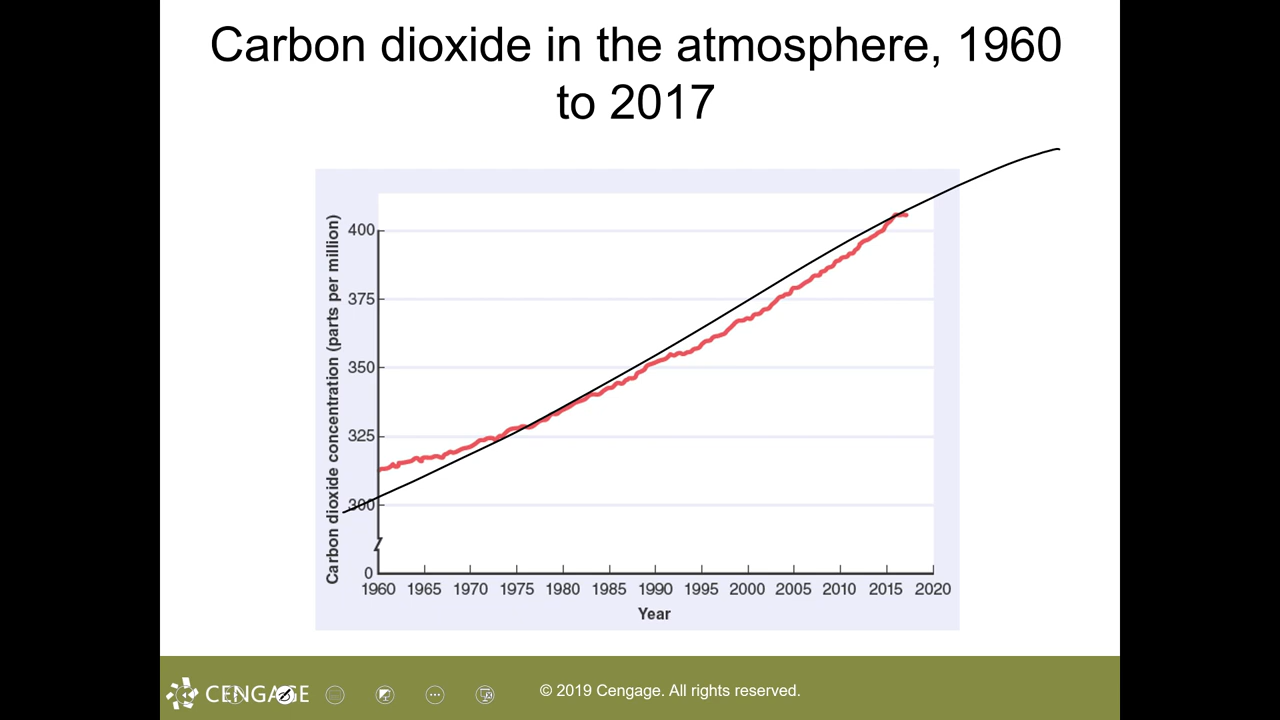 Carbon dioxide in the atmosphere, 1960
to 2017
Carbon dioxide concentration (parts per million)
400
375
350
325
300
0
1960 1965 1970 1975 1980 1985 1990 1995 2000 2005 2010 2015 2020
Year
CENGAGE
© 2019 Cengage. All rights reserved.